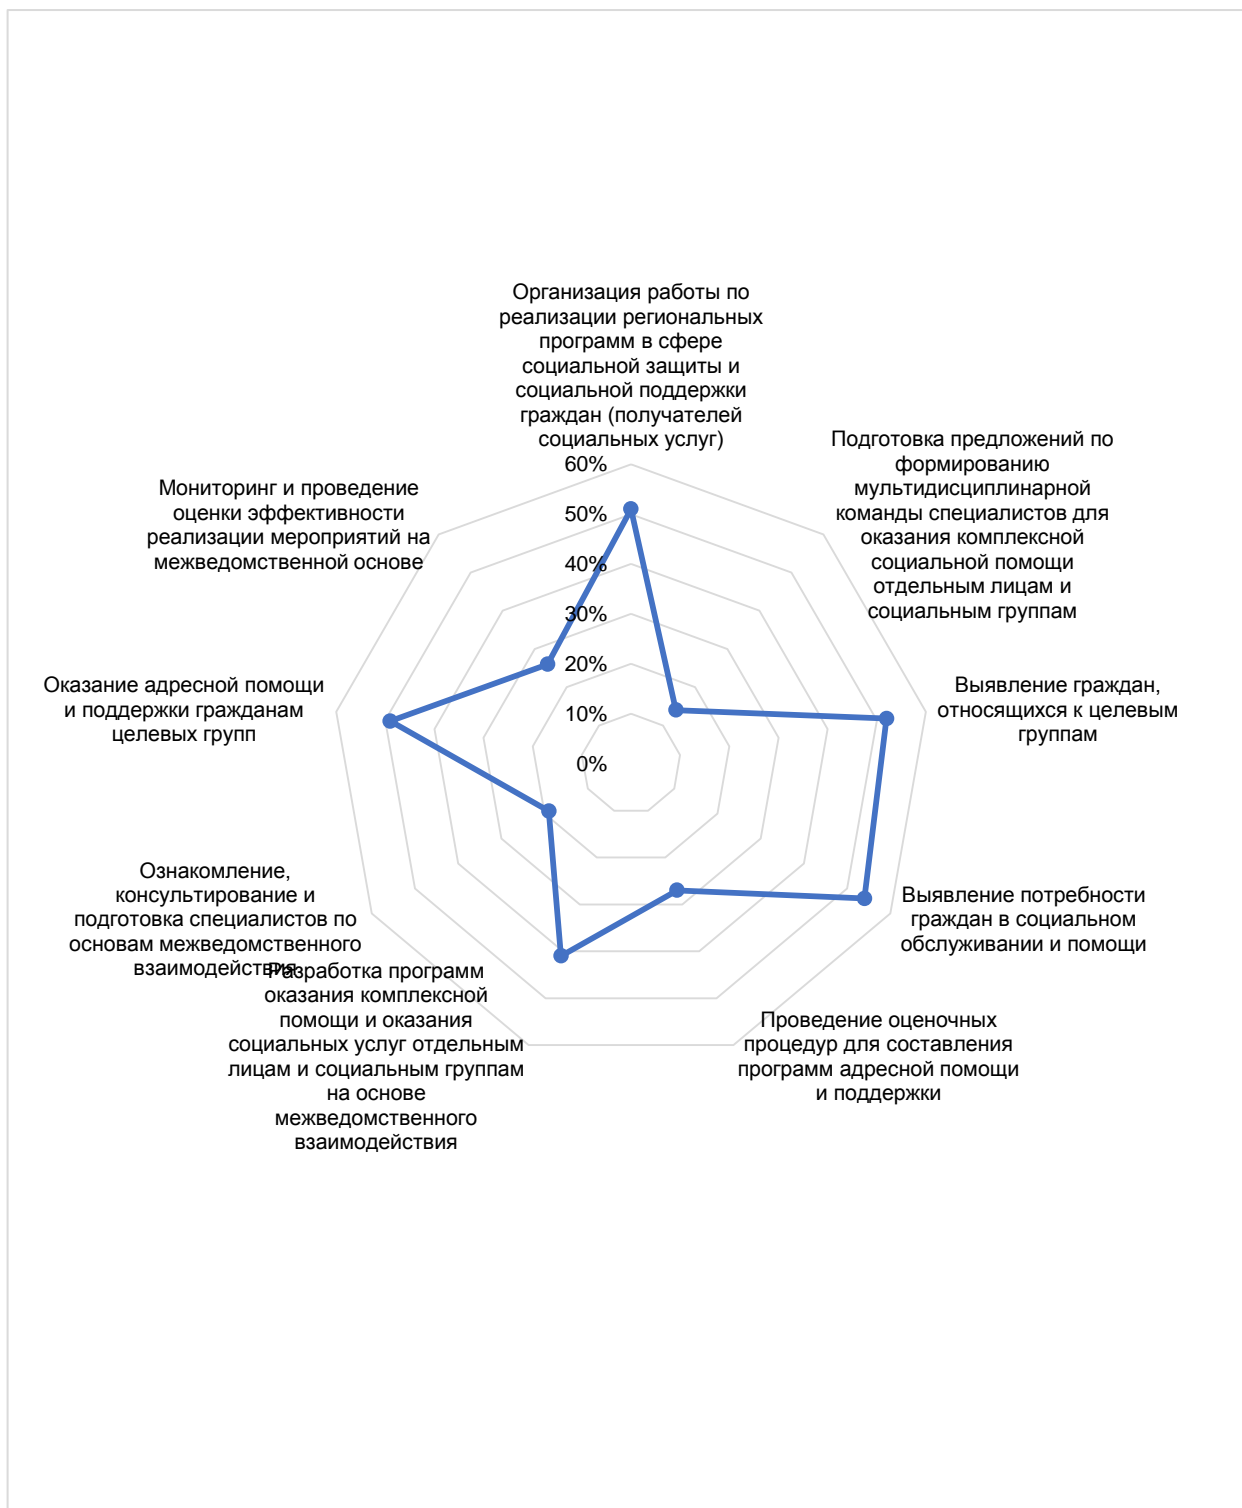 Организация работы по
реализации региональных
программ в сфере
социальной защиты и
социальной поддержки
граждан (получателей
социальных услуг)
Подготовка предложений по
формированию
мультидисциплинарной
команды специалистов для
оказания комплексной
социальной помощи
отдельным лицам и
социальным группам
Выявление граждан,
относящихся к целевым
группам
Выявление потребности
граждан в социальном
обслуживании и помощи
Проведение оценочных
процедур для составления
программ адресной помощи
и поддержки
Разработка программ
оказания комплексной
помощи и оказания
социальных услуг отдельным
лицам и социальным группам
на основе
межведомственного
взаимодействия
Ознакомление,
консультирование и
подготовка специалистов по
основам межведомственного
взаимодействия
Оказание адресной помощи
и поддержки гражданам
целевых групп
Мониторинг и проведение
оценки эффективности
реализации мероприятий на
межведомственной основе
60%
50%
40%
30%
20%
10%
0%